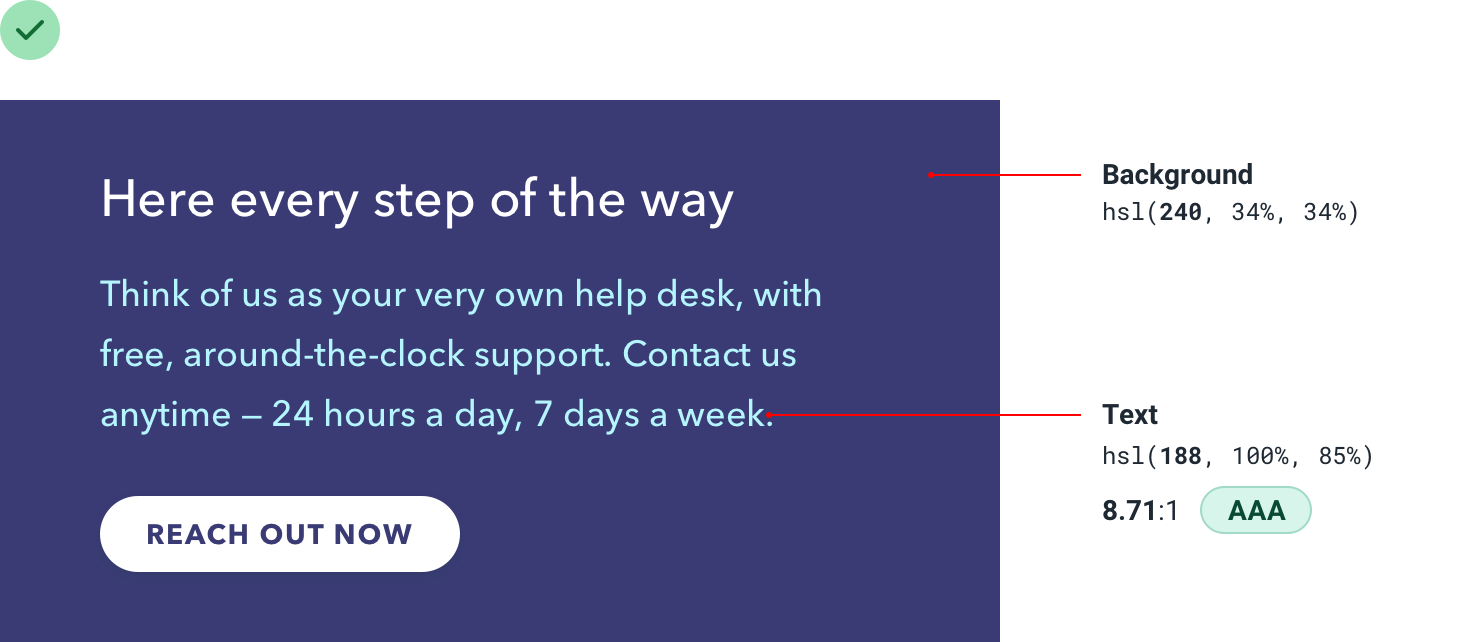 Here every step of the way
Think of us as your very own help desk, with
free, around-the-clock support. Contact us
anytime — 24 hours a day, 7 days a week.
REACH OUT NOW
Background
hsl(240, 34%, 34%)
Text
hsl(188, 100%, 85%)
8.71:1 AAA